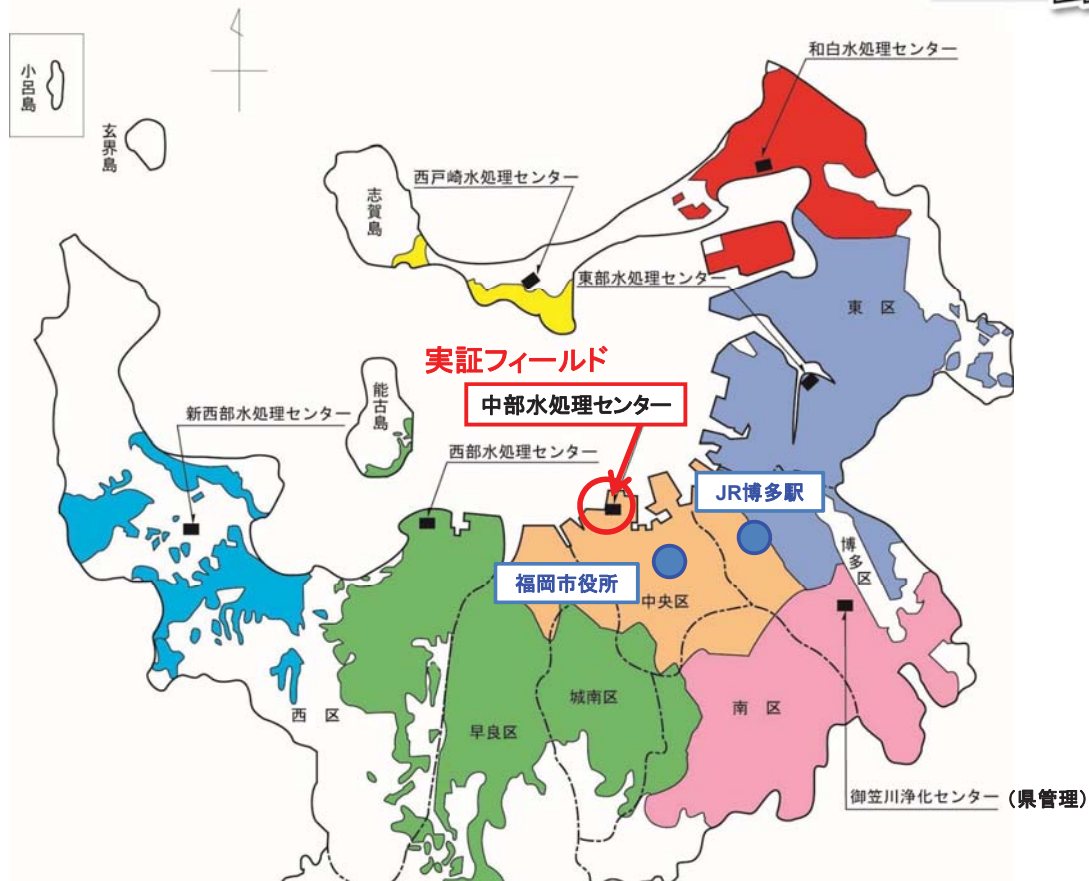 和白水処理センター
小呂島
玄界島
西戸崎水処理センター
志賀島
東部水処理センター
東 区
実証フィールド
中部水処理センター
能古島
新西部水処理センター
西部水処理センター
JR博多駅
博多区
福岡市役所
中央区
城南区
西 区
早良区
南 区
御笠川浄化センター (県管理)